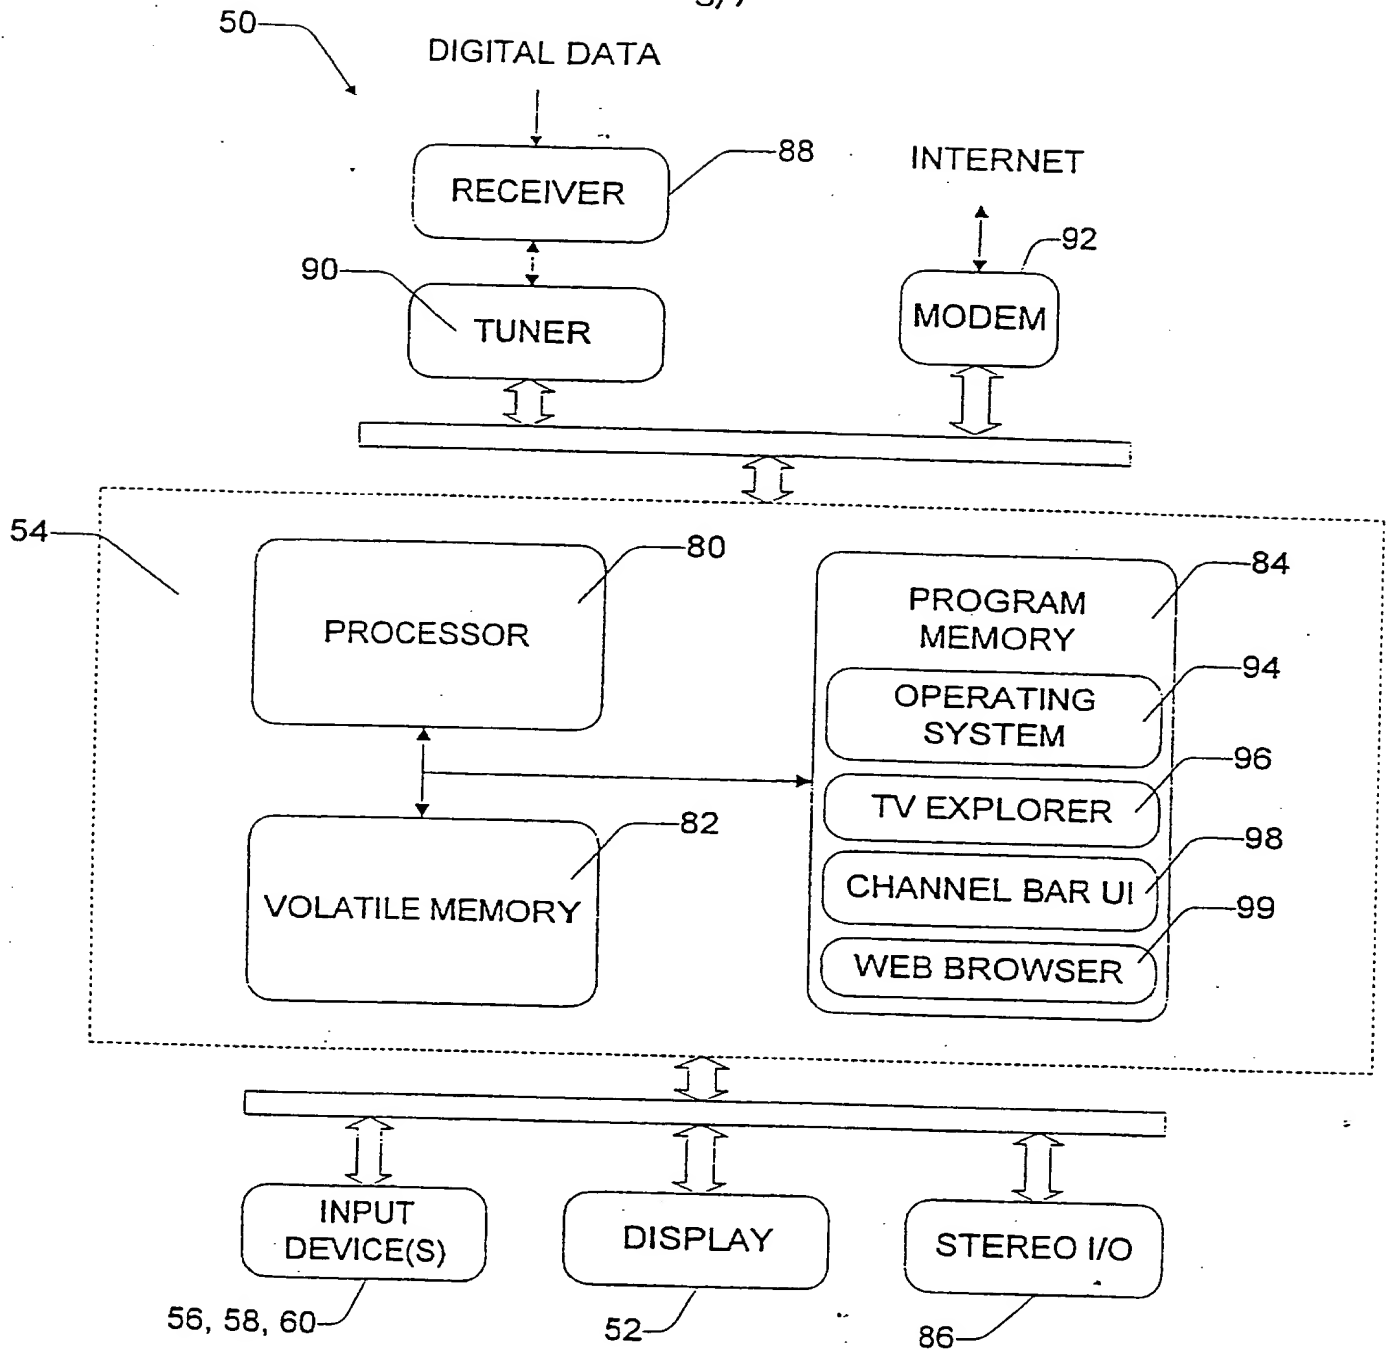 50
DIGITAL DATA
RECEIVER
88
INTERNET
92
90
TUNER
MODEM
54
80
84
PROCESSOR
PROGRAM
MEMORY
94
OPERATING
SYSTEM
96
TV EXPLORER
82
98
VOLATILE MEMORY
CHANNEL BAR UI
99
WEB BROWSER
INPUT
DEVICE(S)
DISPLAY
STEREO I/O
56, 58, 60
52
86